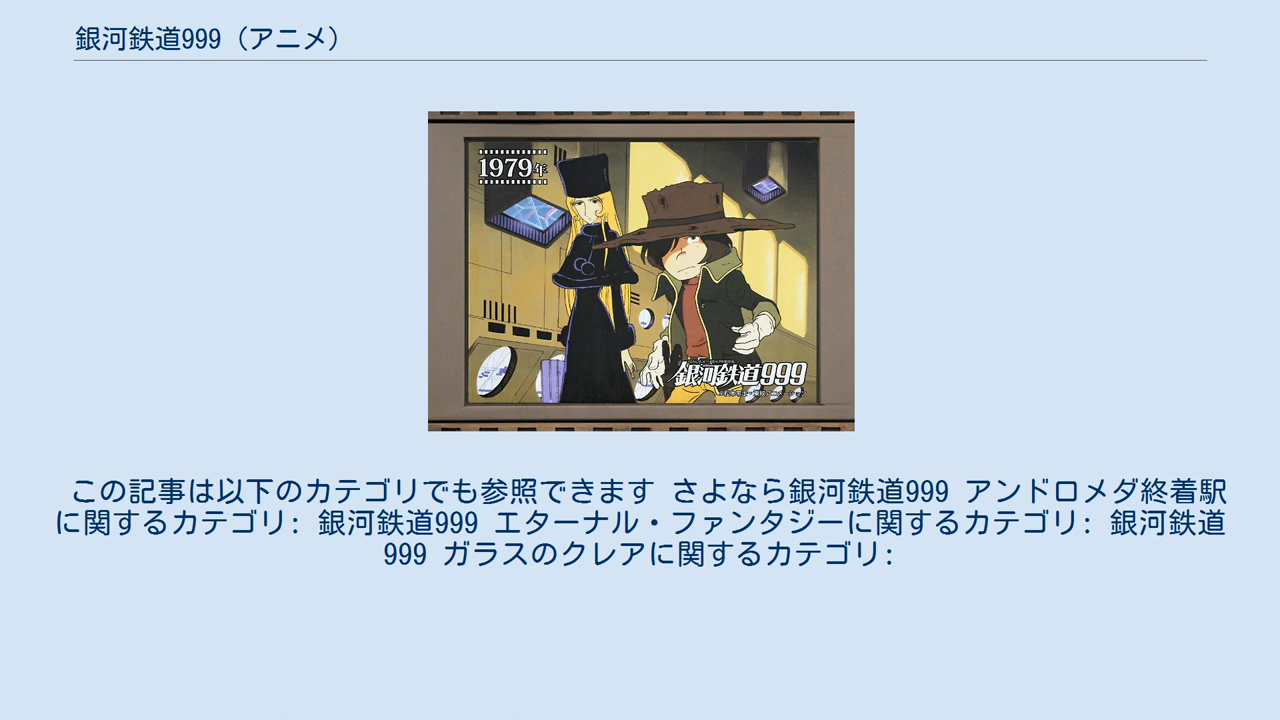 銀河鉄道999（アニメ）
1979年
銀河鉄道999
この記事は以下のカテゴリでも参照できます さよなら銀河鉄道999 アンドロメダ終着駅
に関するカテゴリ: 銀河鉄道999 エターナル・ファンタジーに関するカテゴリ: 銀河鉄道
999 ガラスのクレアに関するカテゴリ: